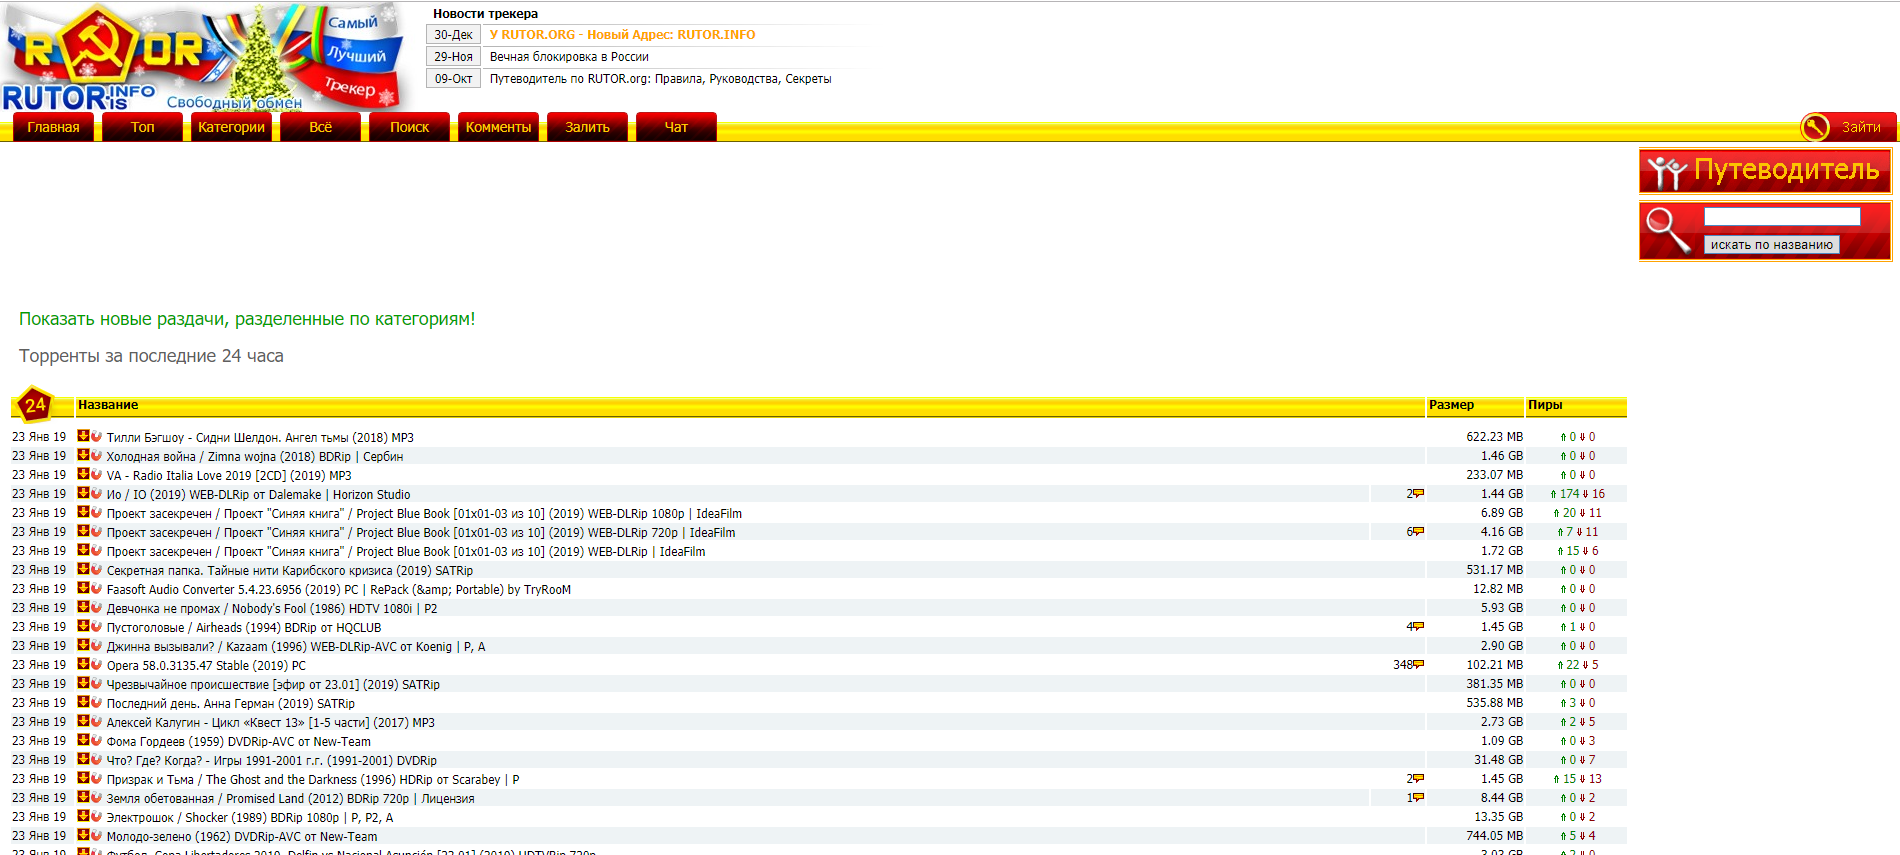 R OR
RUTOR.INFO
.IS
Свободный обмен
Самый
Лучший
Трекер
Новости трекера
30-Дек У RUTOR.ORG - Новый Адрес: RUTOR.INFO
29-Ноя Вечная блокировка в России
09-Окт Путеводитель по RUTOR.org: Правила, Руководства, Секреты
Главная Топ Категории Всё Поиск Комменты Залить Чат Зайти
Путеводитель
искать по названию
Показать новые раздачи, разделенные по категориям!
Торренты за последние 24 часа
24 Название Размер Пиры
23 Янв 19 Тилли Бэгшоу - Сидни Шелдон. Ангел тьмы (2018) MP3 622.23 MB 0 0
23 Янв 19 Холодная война / Zimna wojna (2018) BDRip | Сербин 1.46 GB 0 0
23 Янв 19 VA - Radio Italia Love 2019 [2CD] (2019) MP3 233.07 MB 0 0
23 Янв 19 Ио / IO (2019) WEB-DLRip от Dalemake | Horizon Studio 2 1.44 GB 174 16
23 Янв 19 Проект засекречен / Проект "Синяя книга" / Project Blue Book [01x01-03 из 10] (2019) WEB-DLRip 1080p | IdeaFilm 6.89 GB 20 11
23 Янв 19 Проект засекречен / Проект "Синяя книга" / Project Blue Book [01x01-03 из 10] (2019) WEB-DLRip 720p | IdeaFilm 6 4.16 GB 7 11
23 Янв 19 Проект засекречен / Проект "Синяя книга" / Project Blue Book [01x01-03 из 10] (2019) WEB-DLRip | IdeaFilm 1.72 GB 15 6
23 Янв 19 Секретная папка. Тайные нити Карибского кризиса (2019) SATRip 531.17 MB 0 0
23 Янв 19 Faasoft Audio Converter 5.4.23.6956 (2019) PC | RePack (&amp; Portable) by TryRooM 12.82 MB 0 0
23 Янв 19 Девчонка не промах / Nobody's Fool (1986) HDTV 1080i | P2 5.93 GB 0 0
23 Янв 19 Пустоголовые / Airheads (1994) BDRip от HQCLUB 4 1.45 GB 1 0
23 Янв 19 Джинна вызывали? / Kazaam (1996) WEB-DLRip-AVC от Koenig | P, A 2.90 GB 0 0
23 Янв 19 Opera 58.0.3135.47 Stable (2019) PC 348 102.21 MB 22 5
23 Янв 19 Чрезвычайное происшествие [эфир от 23.01] (2019) SATRip 381.35 MB 0 0
23 Янв 19 Последний день. Анна Герман (2019) SATRip 535.88 MB 3 0
23 Янв 19 Алексей Калугин - Цикл «Квест 13» [1-5 части] (2017) MP3 2.73 GB 2 5
23 Янв 19 Фома Гордеев (1959) DVDRip-AVC от New-Team 1.09 GB 0 3
23 Янв 19 Что? Где? Когда? - Игры 1991-2001 г.г. (1991-2001) DVDRip 31.48 GB 0 7
23 Янв 19 Призрак и Тьма / The Ghost and the Darkness (1996) HDRip от Scarabey | P 2 1.45 GB 15 13
23 Янв 19 Земля обетованная / Promised Land (2012) BDRip 720p | Лицензия 1 8.44 GB 0 2
23 Янв 19 Электрошок / Shocker (1989) BDRip 1080p | P, P2, A 13.35 GB 0 2
23 Янв 19 Молодо-зелено (1962) DVDRip-AVC от New-Team 744.05 MB 5 4